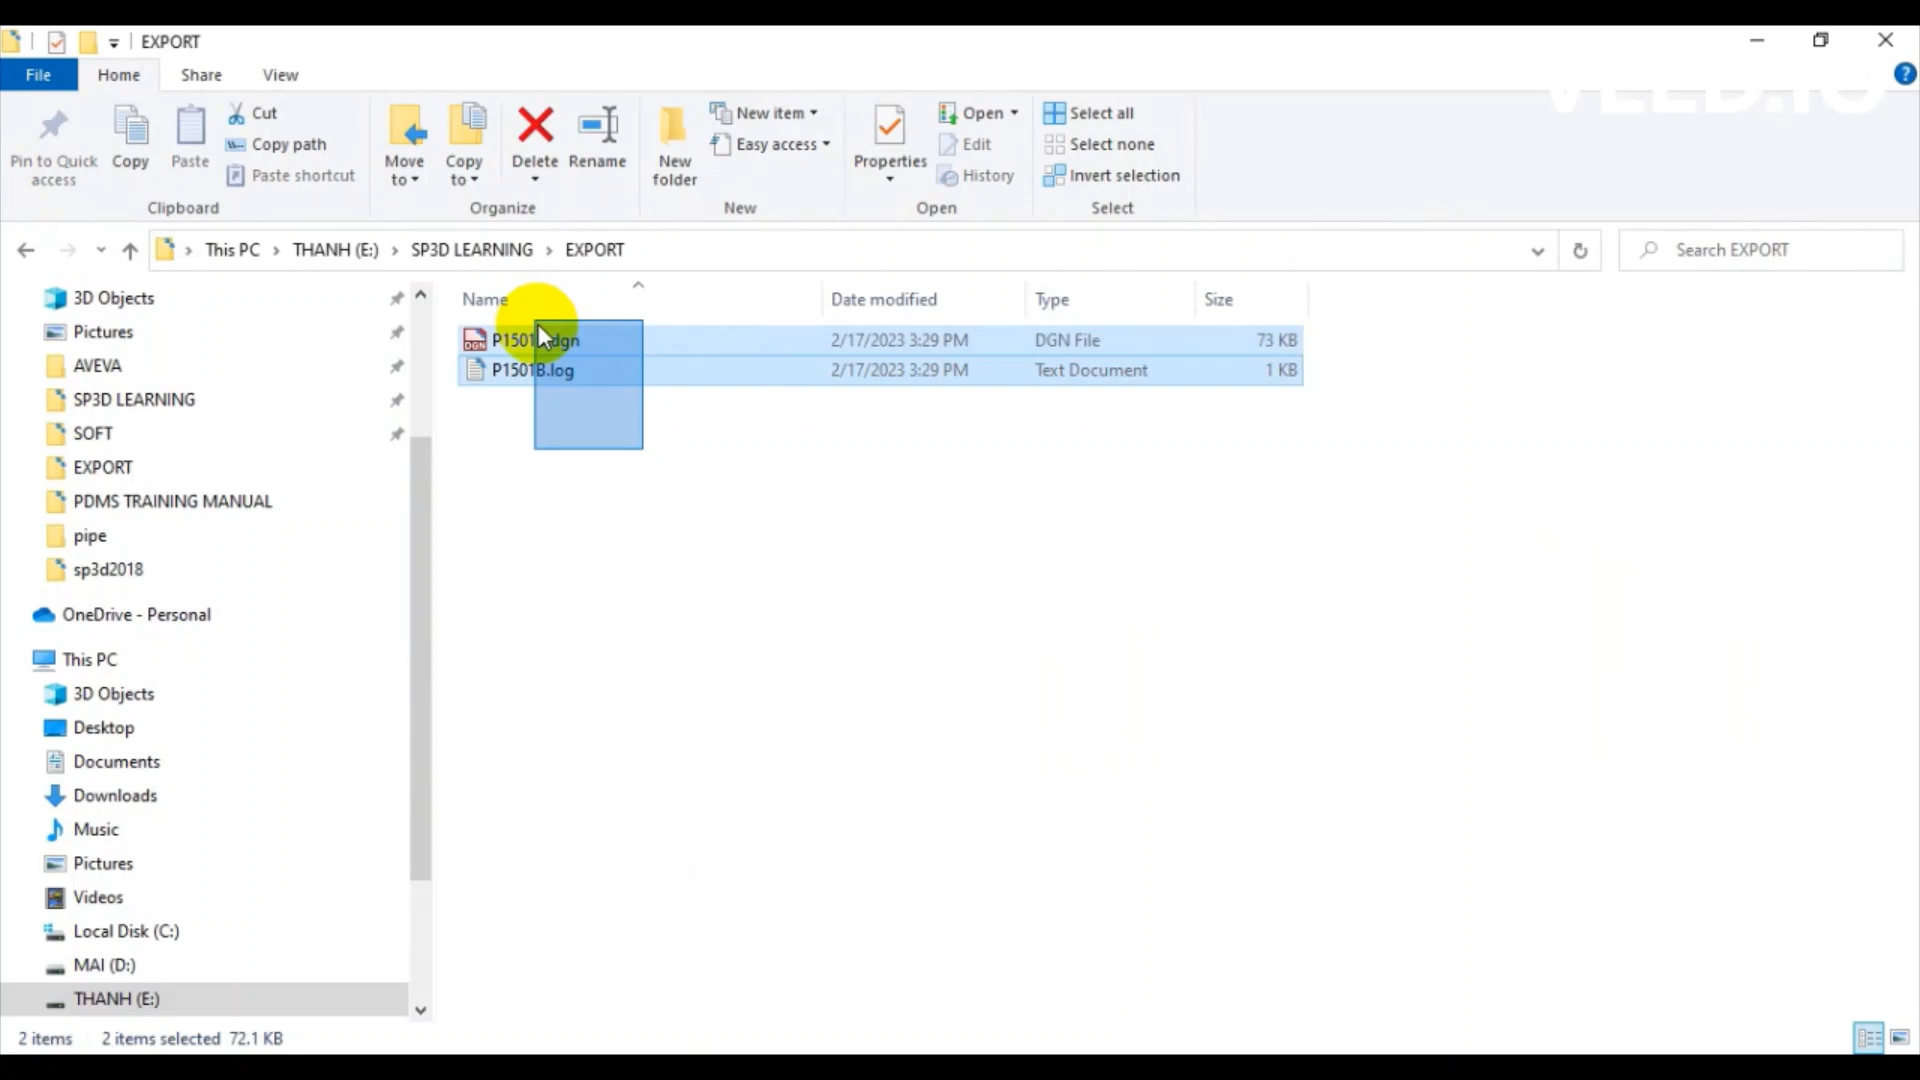 EXPORT
File Home Share View
VEED.IO
Pin to Quick access
Copy
Paste
Cut
Copy path
Paste shortcut
Clipboard
Move to
Copy to
Delete
Rename
Organize
New folder
New item
Easy access
New
Properties
Open
Edit
History
Open
Select all
Select none
Invert selection
Select
This PC > THANH (E:) > SP3D LEARNING > EXPORT
Search EXPORT
3D Objects
Pictures
AVEVA
SP3D LEARNING
SOFT
EXPORT
PDMS TRAINING MANUAL
pipe
sp3d2018
OneDrive - Personal
This PC
3D Objects
Desktop
Documents
Downloads
Music
Pictures
Videos
Local Disk (C:)
MAI (D:)
THANH (E:)
Name Date modified Type Size
2/17/2023 3:29 PM DGN File 73 KB
P1501B.log 2/17/2023 3:29 PM Text Document 1 KB
2 items 2 items selected 72.1 KB